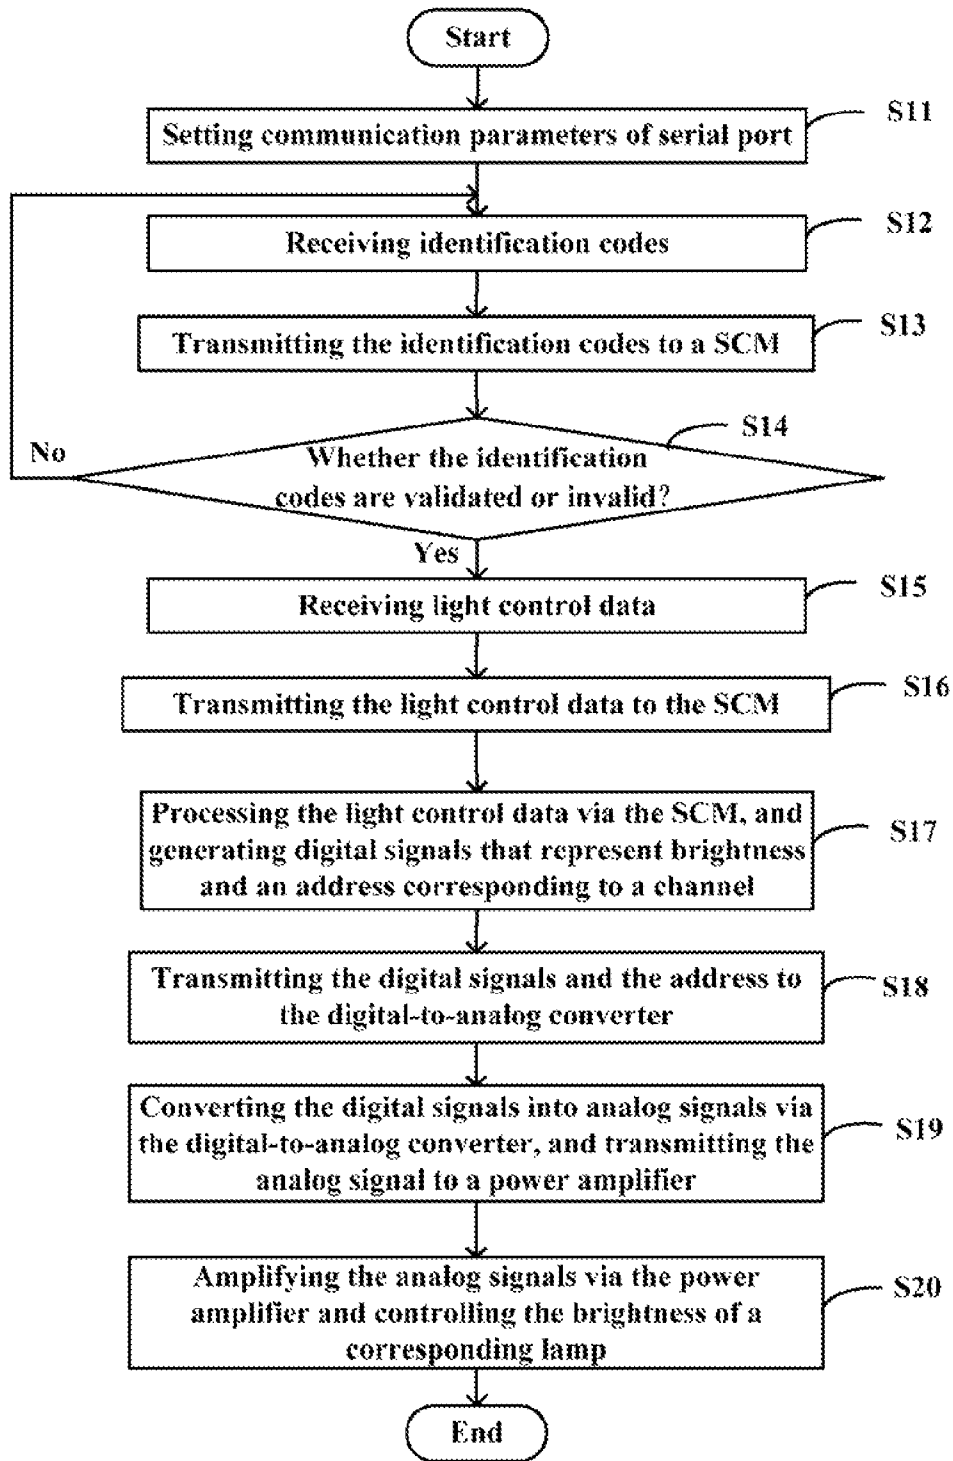 Start
S11
Setting communication parameters of serial port
S12
Receiving identification codes
S13
Transmitting the identification codes to a SCM
S14
No
Whether the identification
codes are validated or invalid?
Yes
S15
Receiving light control data
S16
Transmitting the light control data to the SCM
Processing the light control data via the SCM, and
S17
generating digital signals that represent brightness
and an address corresponding to a channel
Transmitting the digital signals and the address to
S18
the digital-to-analog converter
Converting the digital signals into analog signals via
S19
the digital-to-analog converter, and transmitting the
analog signal to a power amplifier
Amplifying the analog signals via the power
S20
amplifier and controlling the brightness of a
corresponding lamp
End